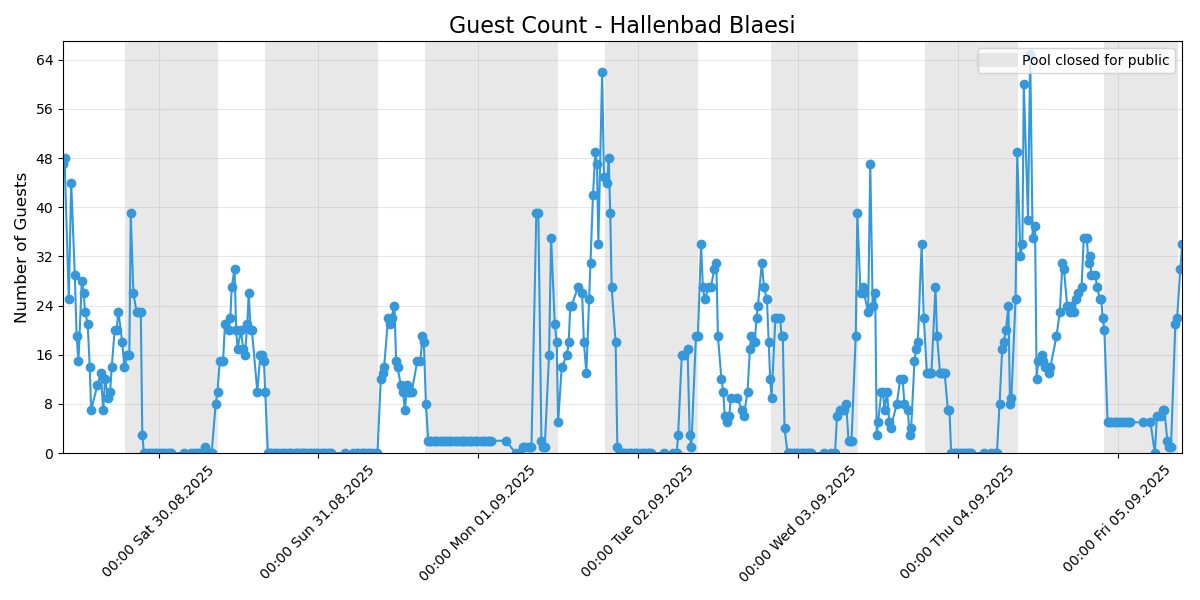 Guest Count - Hallenbad Blaesi
Pool closed for public
Number of Guests
64
56
48
40
32
24
16
8
0
00:00 Sat 30.08.2025
00:00 Sun 31.08.2025
00:00 Mon 01.09.2025
00:00 Tue 02.09.2025
00:00 Wed 03.09.2025
00:00 Thu 04.09.2025
00:00 Fri 05.09.2025